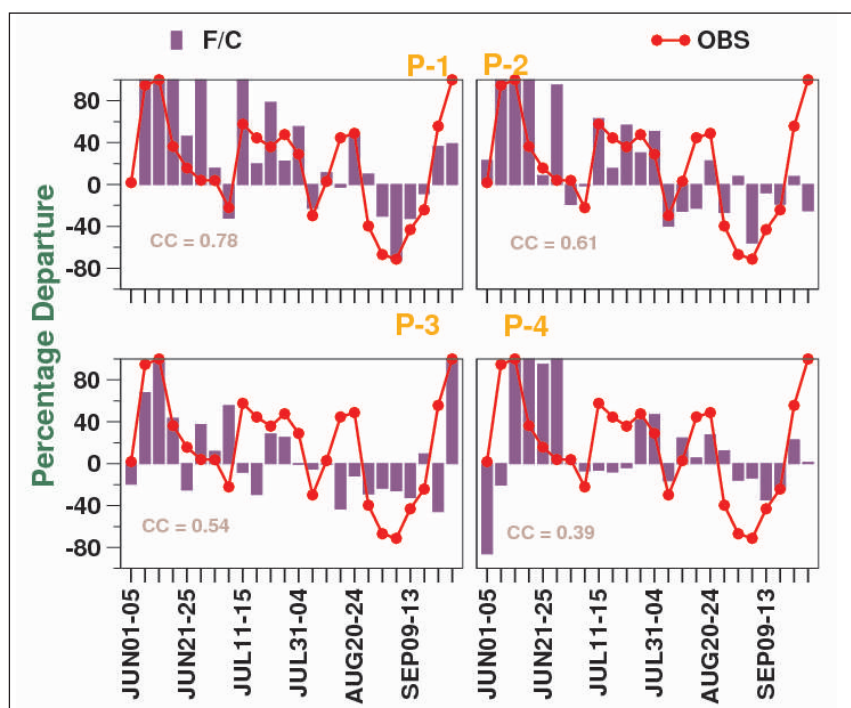 F/C
OBS
P-1
P-2
Percentage Departure
80
40
0
-40
-80
CC = 0.78
CC = 0.61
P-3
P-4
80
40
0
-40
-80
CC = 0.54
CC = 0.39
JUN01-05
JUN21-25
JUL11-15
JUL31-04
AUG20-24
SEP09-13
JUN01-05
JUN21-25
JUL11-15
JUL31-04
AUG20-24
SEP09-13